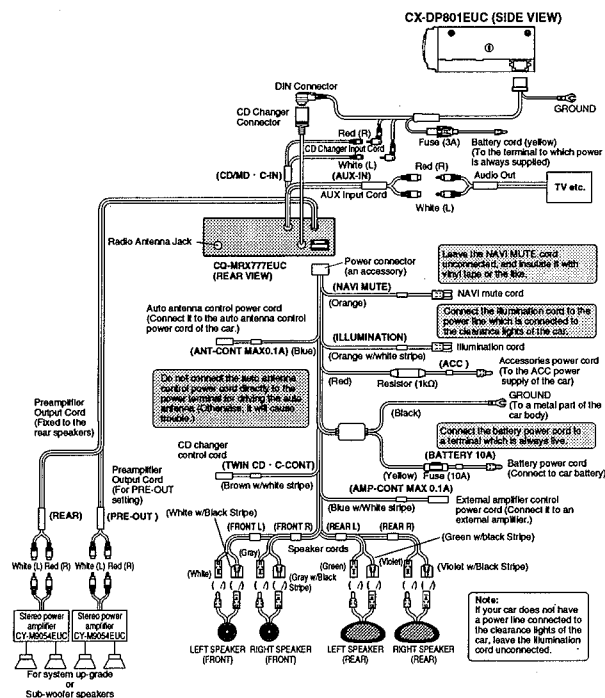 CX-DP801EUC (SIDE VIEW)
DIN Connector
CD Changer
Connector
GROUND
Red (R)
Fuse (3A)
Battery cord (yellow)
(To the terminal to which power
is always supplied)
CD Changer Input Cord
White (L)
(CD/MD · C-IN)
(AUX-IN)
Red (R)
Audio Out
AUX Input Cord
TV etc.
White (L)
Radio Antenna Jack
CQ-MRX777EUC
(REAR VIEW)
Power connector
(an accessory)
Leave the NAVI MUTE cord
unconnected, and insulate it with
vinyl tape or the like.
(NAVI MUTE)
(Orange)
NAVI mute cord
Auto antenna control power cord
(Connect it to the auto antenna control
power cord of the car.)
Connect the illumination cord to the
power line which is connected to
the clearance lights of the car.
(ILLUMINATION)
Illumination cord
(ANT-CONT MAX0.1A) (Blue)
(Orange w/white stripe)
(ACC)
Accessories power cord
(To the ACC power
supply of the car)
(Red)
Resistor (1kΩ)
Do not connect the auto antenna
control power cord directly to the
power terminal for driving the auto
antenna (Otherwise, it will cause
trouble.)
GROUND
(To a metal part of the
car body)
(Black)
Preamplifier
Output Cord
(Fixed to the
rear speakers)
Connect the battery power cord to
a terminal which is always live.
CD changer
control cord
(TWIN CD · C-CONT)
(BATTERY 10A)
Battery power cord
(Connect to car battery)
(Yellow) Fuse (10A)
Preamplifier
Output Cord
(For PRE-OUT
setting)
(Brown w/white stripe)
(AMP-CONT MAX 0.1A)
(Blue w/White stripe)
External amplifier control
power cord (Connect it to an
external amplifier.)
(REAR)
(PRE-OUT)
(White w/Black Stripe)
(FRONT L) (FRONT R)
(REAR L)
(REAR R)
(Green w/black Stripe)
(Gray)
Speaker cords
(White)
(Gray w/Black
Stripe)
(Green)
(Violet)
(Violet w/Black Stripe)
White (L) Red (R)
White (L) Red (R)
Stereo power
amplifier
CY-M9054EUC
Stereo power
amplifier
CY-M9054EUC
Note:
If your car does not have
a power line connected to
the clearance lights of the
car, leave the illumination
cord unconnected.
LEFT SPEAKER
(FRONT)
RIGHT SPEAKER
(FRONT)
LEFT SPEAKER
(REAR)
RIGHT SPEAKER
(REAR)
For system up-grade
or
Sub-woofer speakers